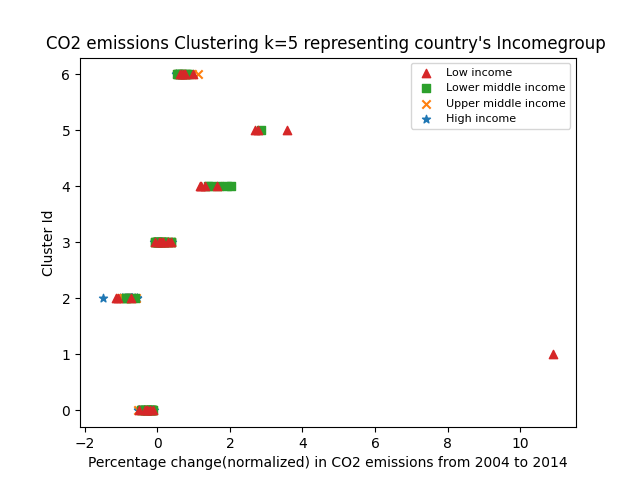 CO2 emissions Clustering k=5 representing country's Incomegroup
Low income
Lower middle income
Upper middle income
High income
Cluster Id
6
5
4
3
2
1
0
−2
0
2
4
6
8
10
Percentage change(normalized) in CO2 emissions from 2004 to 2014